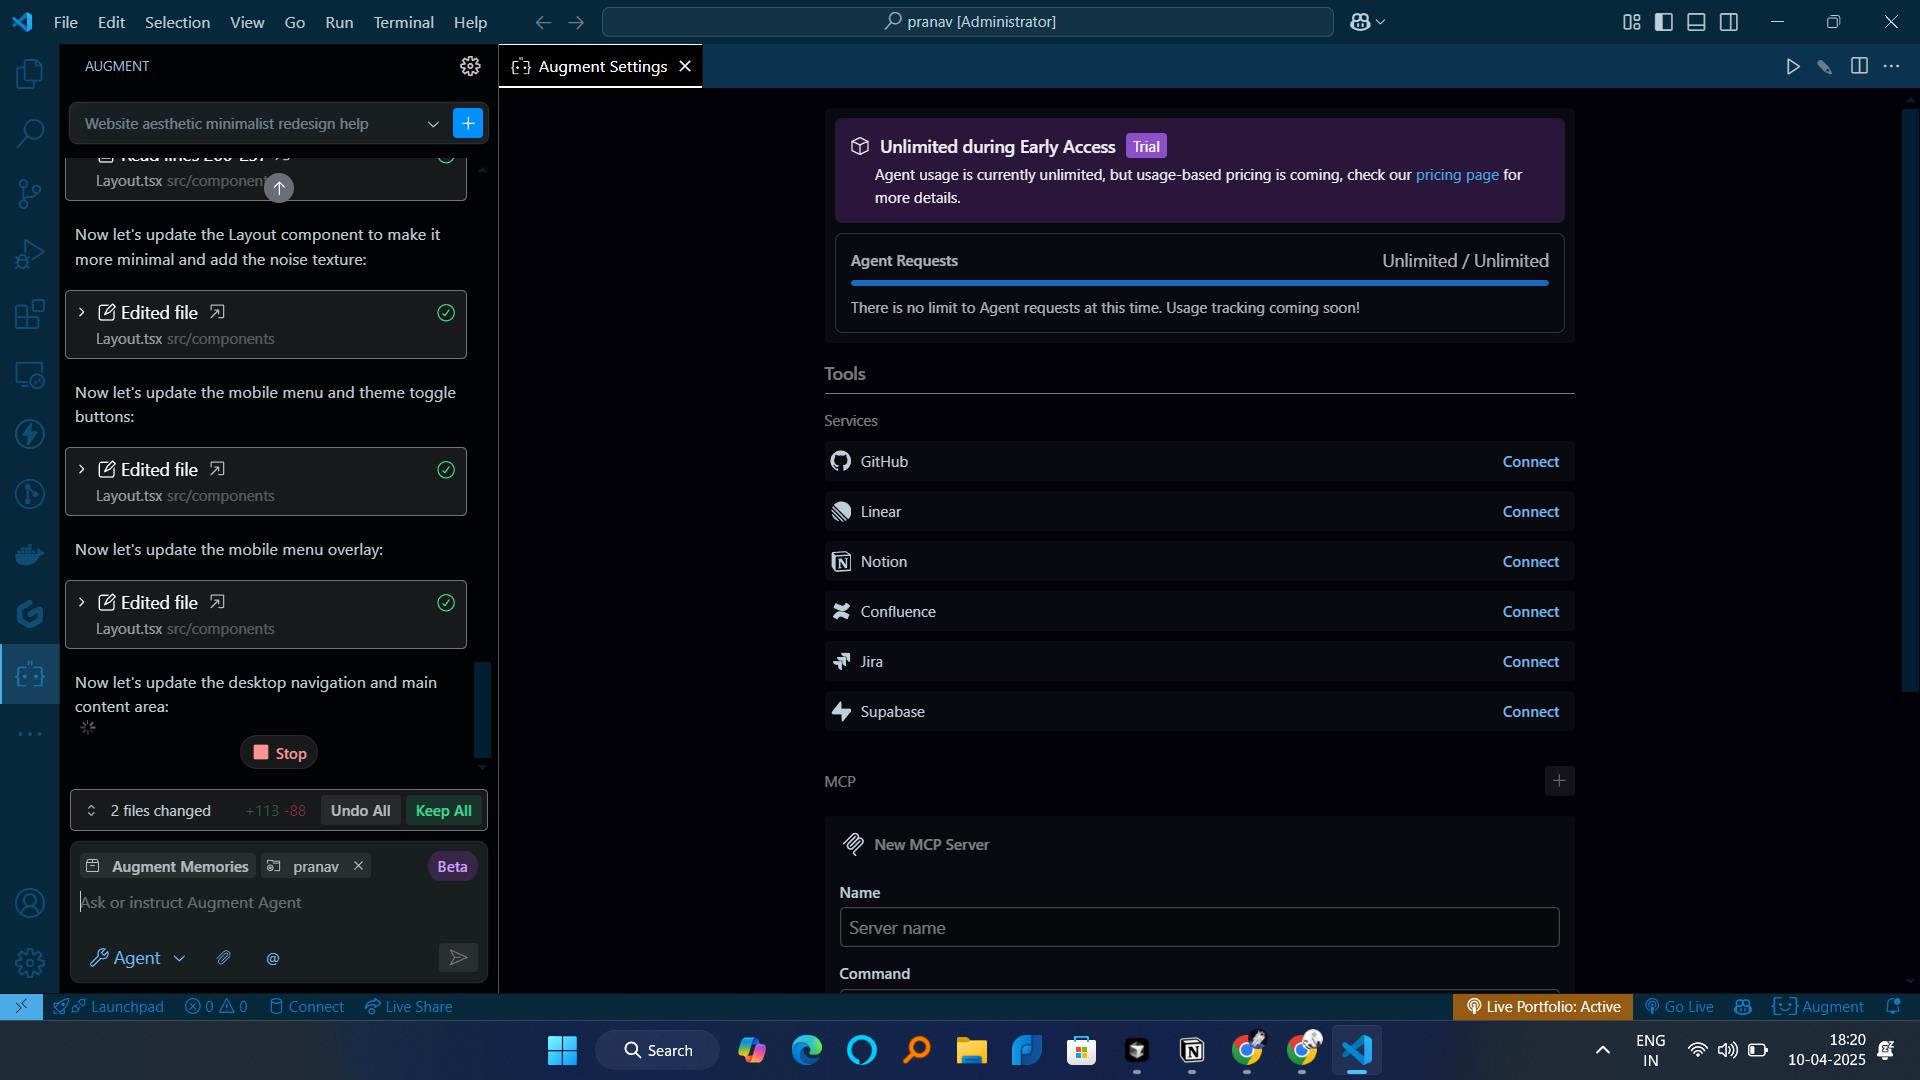 File Edit Selection View Go Run Terminal Help
pranav [Administrator]
AUGMENT
Website aesthetic minimalist redesign help
Read lines 200-257
Layout.tsx src/component
Now let's update the Layout component to make it
more minimal and add the noise texture:
Edited file
Layout.tsx src/components
Now let's update the mobile menu and theme toggle
buttons:
Edited file
Layout.tsx src/components
Now let's update the mobile menu overlay:
Edited file
Layout.tsx src/components
Now let's update the desktop navigation and main
content area:
Stop
2 files changed +113 -88 Undo All Keep All
Augment Memories pranav Beta
Ask or instruct Augment Agent
Agent @
Augment Settings
Unlimited during Early Access Trial
Agent usage is currently unlimited, but usage-based pricing is coming, check our pricing page for
more details.
Agent Requests Unlimited / Unlimited
There is no limit to Agent requests at this time. Usage tracking coming soon!
Tools
Services
GitHub Connect
Linear Connect
Notion Connect
Confluence Connect
Jira Connect
Supabase Connect
MCP
New MCP Server
Name
Server name
Command
Launchpad 0 0 Connect Live Share Live Portfolio: Active Go Live Augment
Search
ENG
IN
18:20
10-04-2025